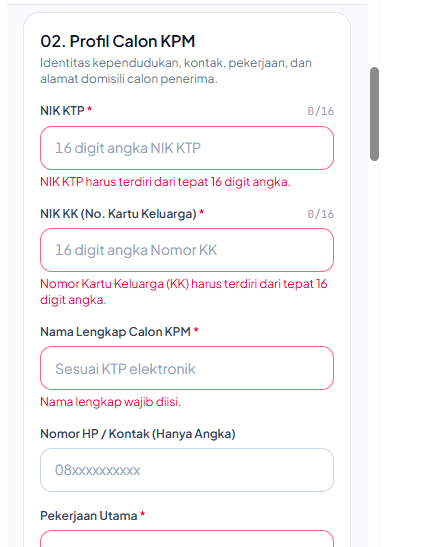 02. Profil Calon KPM
Identitas kependudukan, kontak, pekerjaan, dan
alamat domisili calon penerima.
NIK KTP * 0/16
16 digit angka NIK KTP
NIK KTP harus terdiri dari tepat 16 digit angka.
NIK KK (No. Kartu Keluarga) * 0/16
16 digit angka Nomor KK
Nomor Kartu Keluarga (KK) harus terdiri dari tepat 16
digit angka.
Nama Lengkap Calon KPM *
Sesuai KTP elektronik
Nama lengkap wajib diisi.
Nomor HP / Kontak (Hanya Angka)
08xxxxxxxxxx
Pekerjaan Utama *